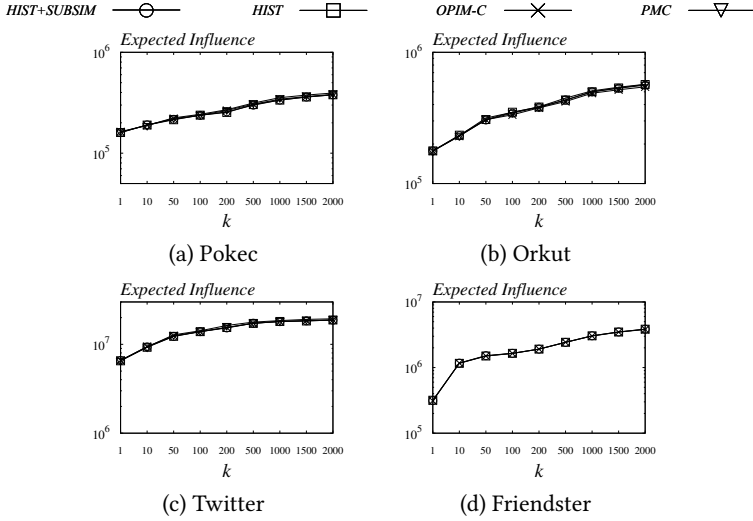 HIST+SUBSIM HIST OPIM-C PMC
Expected Influence Expected Influence
10^6 10^6
10^5 10^5
1 10 50 100 200 500 1000 1500 2000 1 10 50 100 200 500 1000 1500 2000
k k
(a) Pokec (b) Orkut
Expected Influence Expected Influence
10^7 10^7
10^6
10^6 10^5
1 10 50 100 200 500 1000 1500 2000 1 10 50 100 200 500 1000 1500 2000
k k
(c) Twitter (d) Friendster